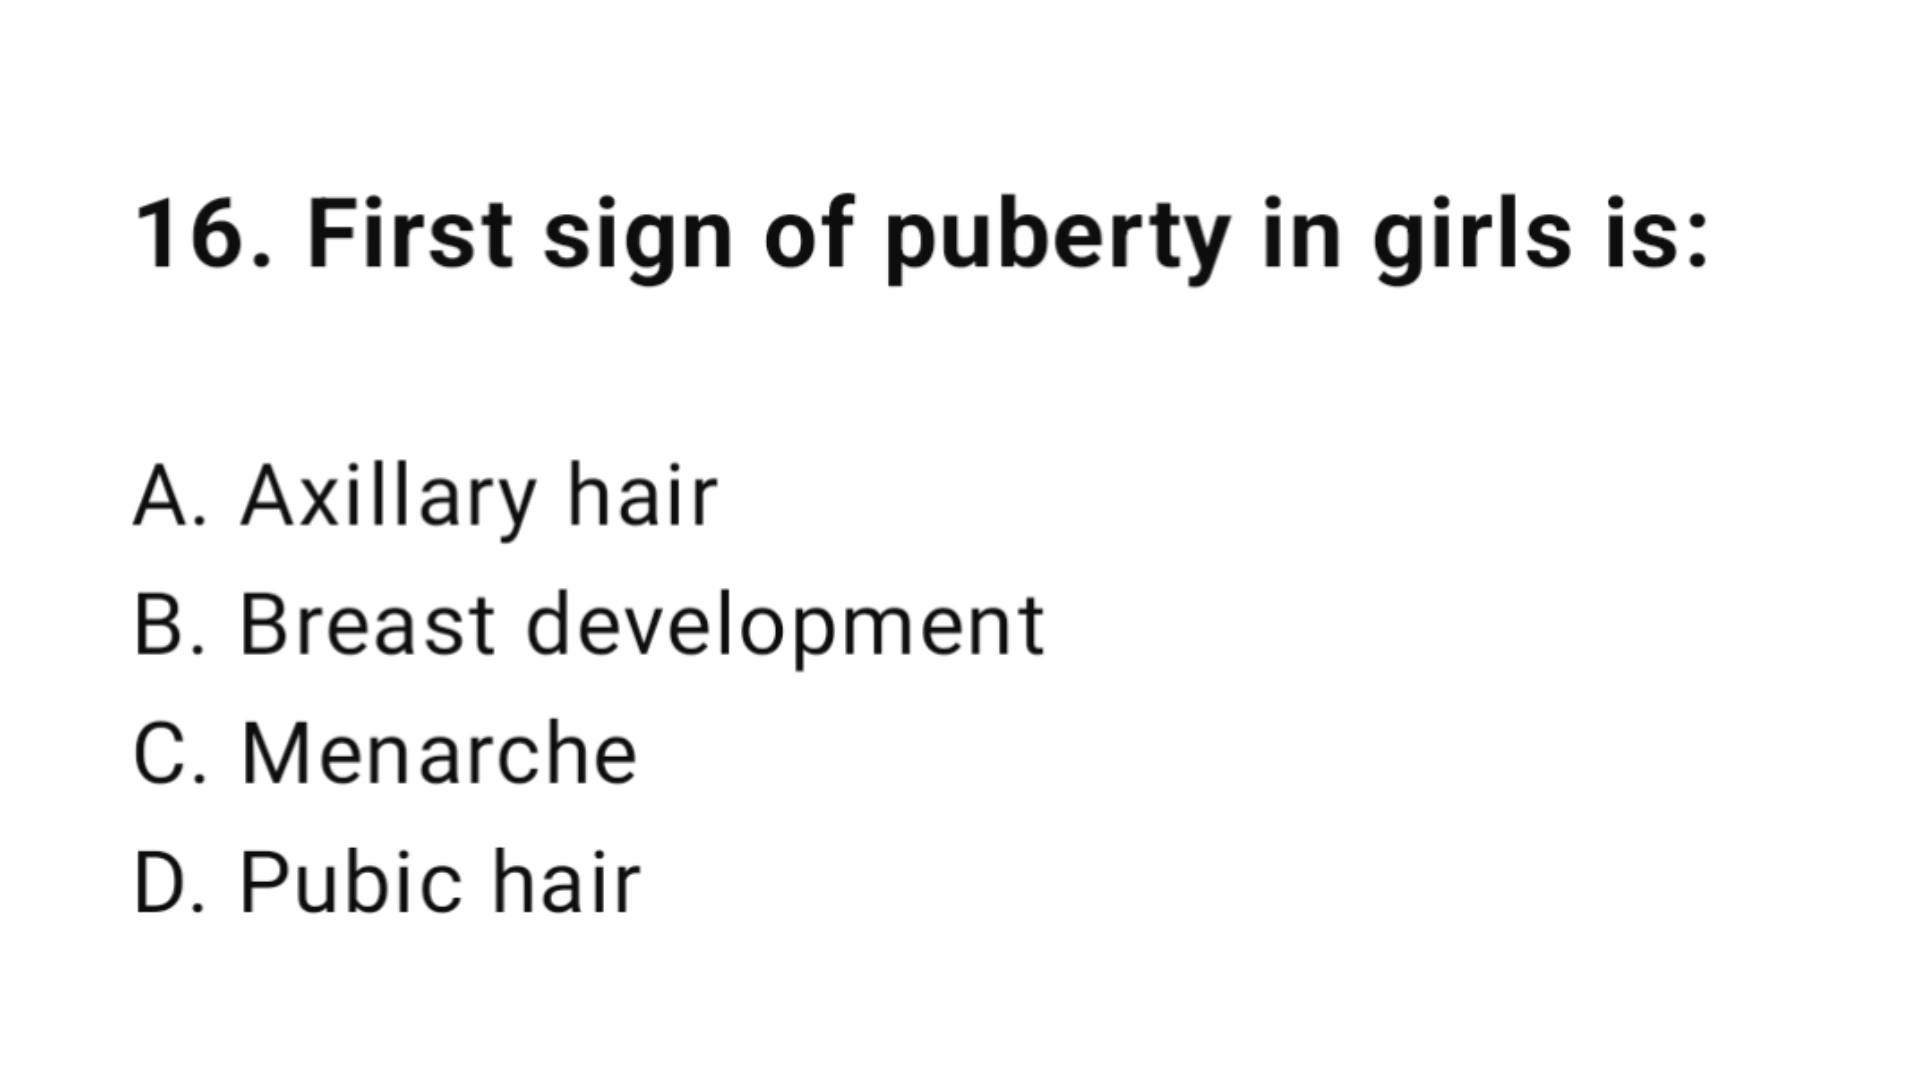 16. First sign of puberty in girls is:
A. Axillary hair
B. Breast development
C. Menarche
D. Pubic hair